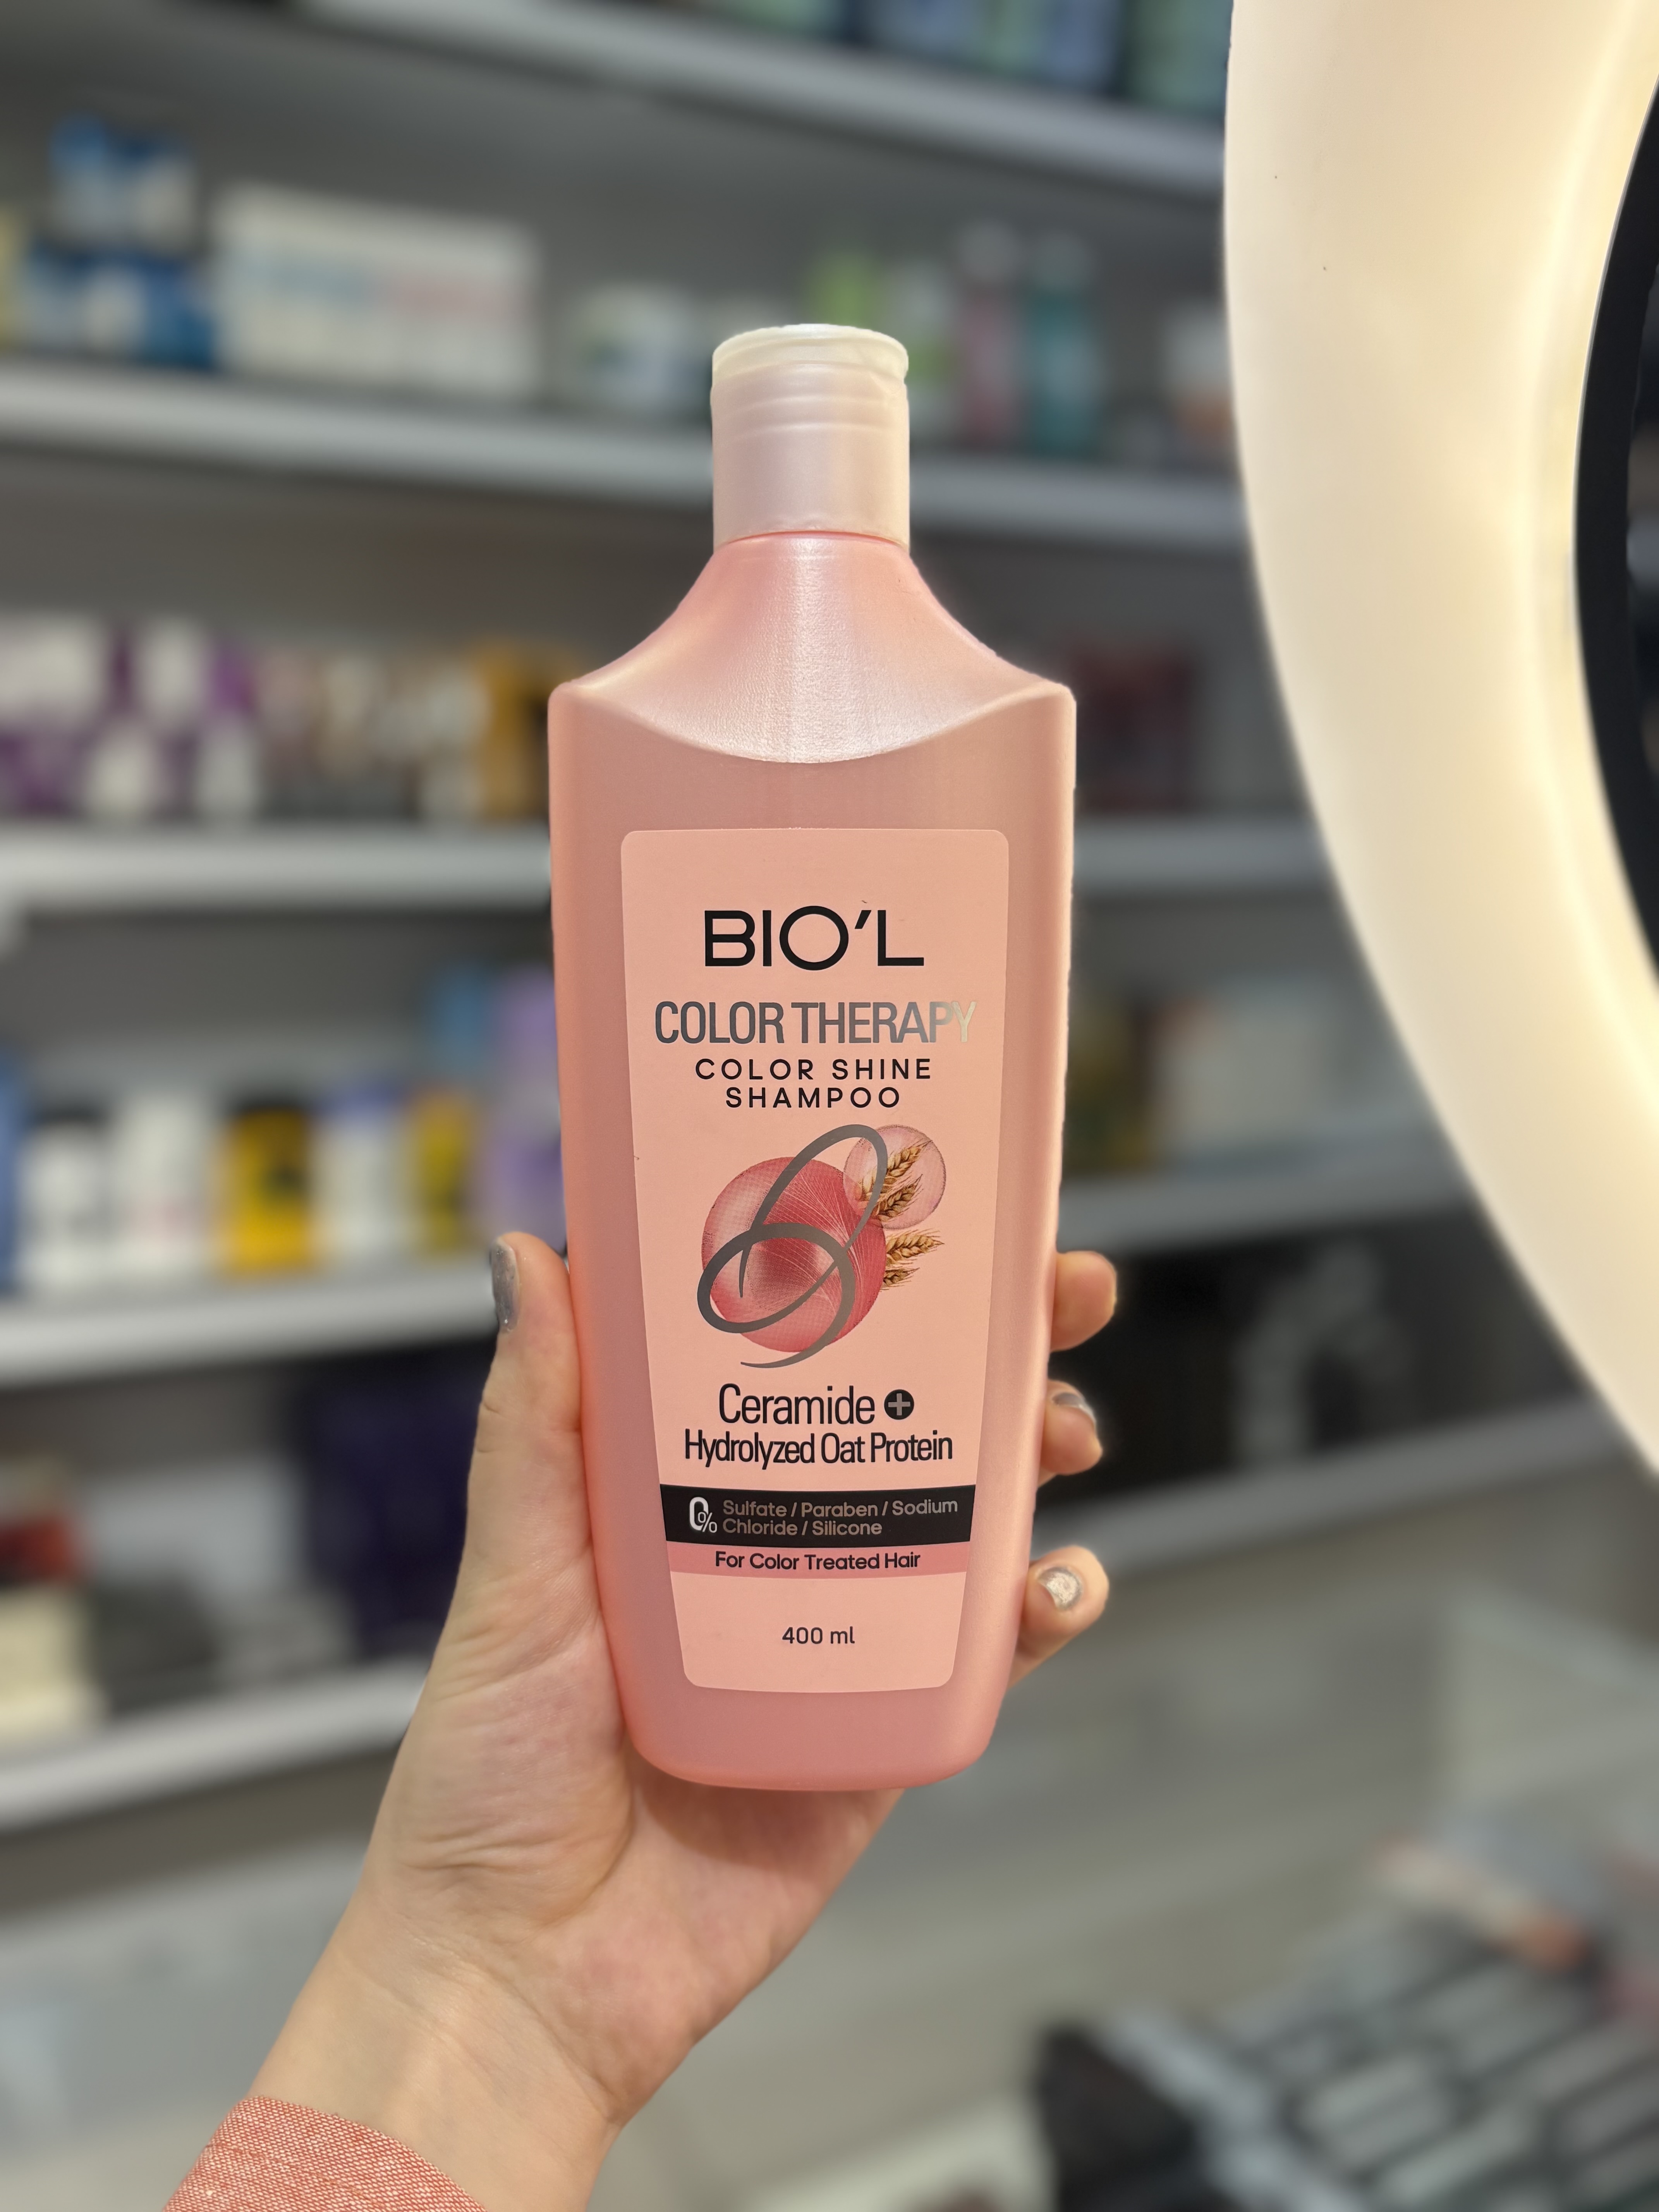 BIO'L
COLOR THERAPY
COLOR SHINE
SHAMPOO
Ceramide +
Hydrolyzed Oat Protein
0% Sulfate / Paraben / Sodium
Chloride / Silicone
For Color Treated Hair
400 ml